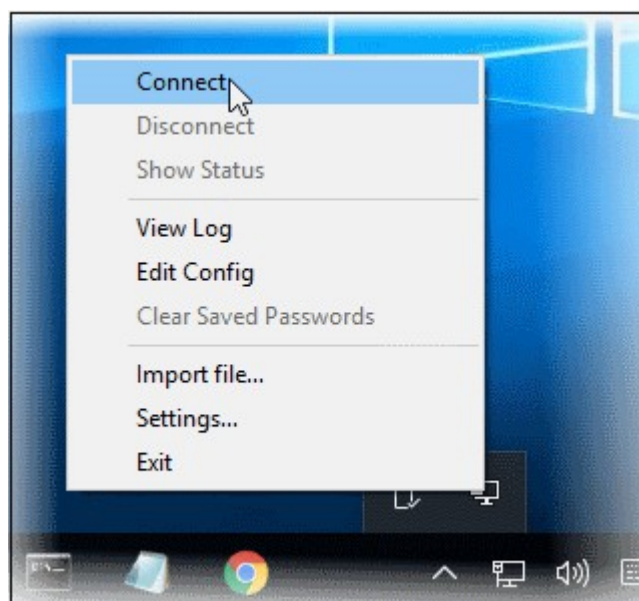 Connect
Disconnect
Show Status
View Log
Edit Config
Clear Saved Passwords
Import file...
Settings...
Exit